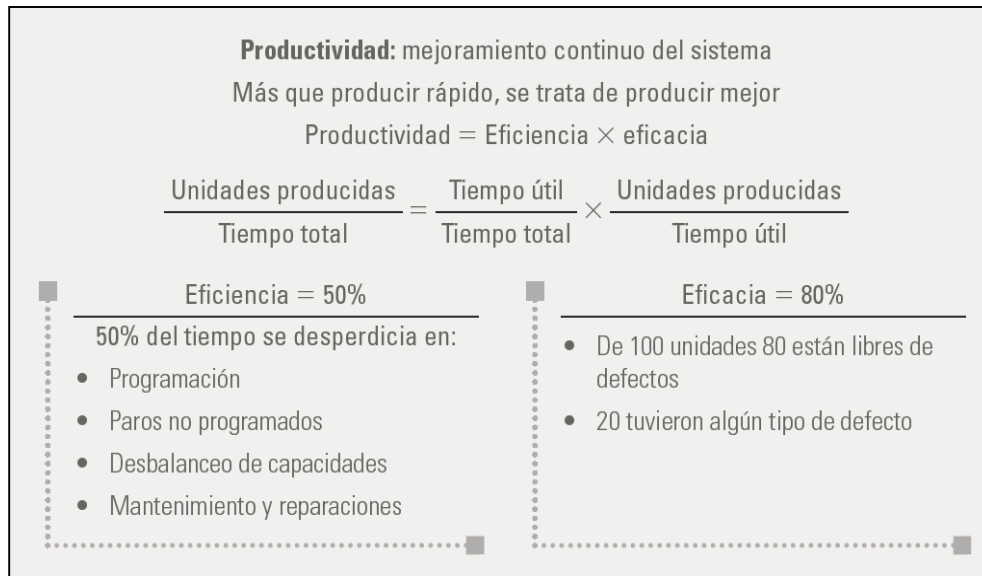 Productividad: mejoramiento continuo del sistema
Más que producir rápido, se trata de producir mejor
Productividad = Eficiencia × eficacia
Unidades producidas / Tiempo total = Tiempo útil / Tiempo total × Unidades producidas / Tiempo útil
Eficiencia = 50%
50% del tiempo se desperdicia en:
• Programación
• Paros no programados
• Desbalanceo de capacidades
• Mantenimiento y reparaciones
Eficacia = 80%
• De 100 unidades 80 están libres de
defectos
• 20 tuvieron algún tipo de defecto